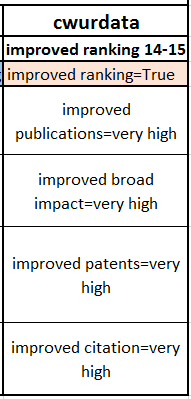 cwurdata
improved ranking 14-15
improved ranking=True
improved
publications=very high
improved broad
impact=very high
improved patents=very
high
improved citation=very
high